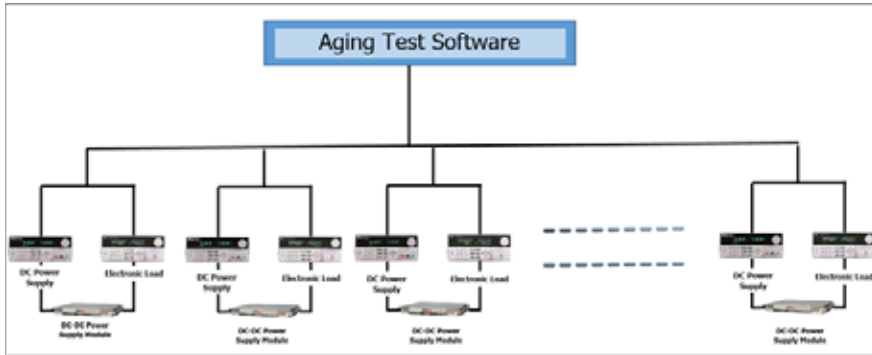 Aging Test Software
DC Power
Supply
Electronic Load
DC-DC Power
Supply Module
DC Power
Supply
Electronic Load
DC-DC Power
Supply Module
DC Power
Supply
Electronic Load
DC-DC Power
Supply Module
DC Power
Supply
Electronic Load
DC-DC Power
Supply Module